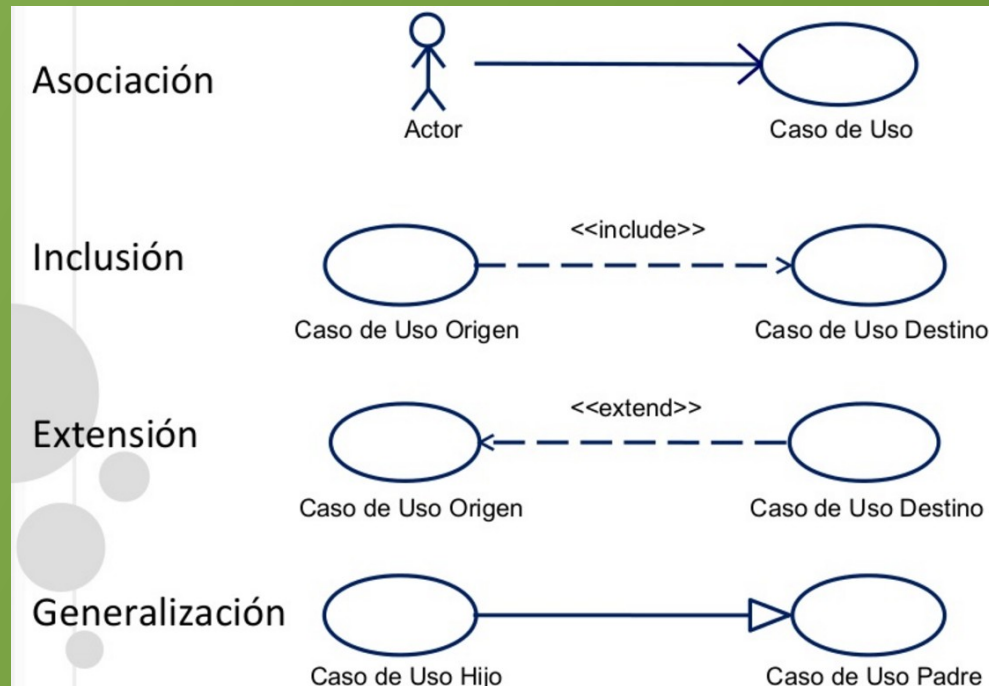 Asociación
Actor
Caso de Uso
Inclusión
<<include>>
Caso de Uso Origen
Caso de Uso Destino
Extensión
<<extend>>
Caso de Uso Origen
Caso de Uso Destino
Generalización
Caso de Uso Hijo
Caso de Uso Padre